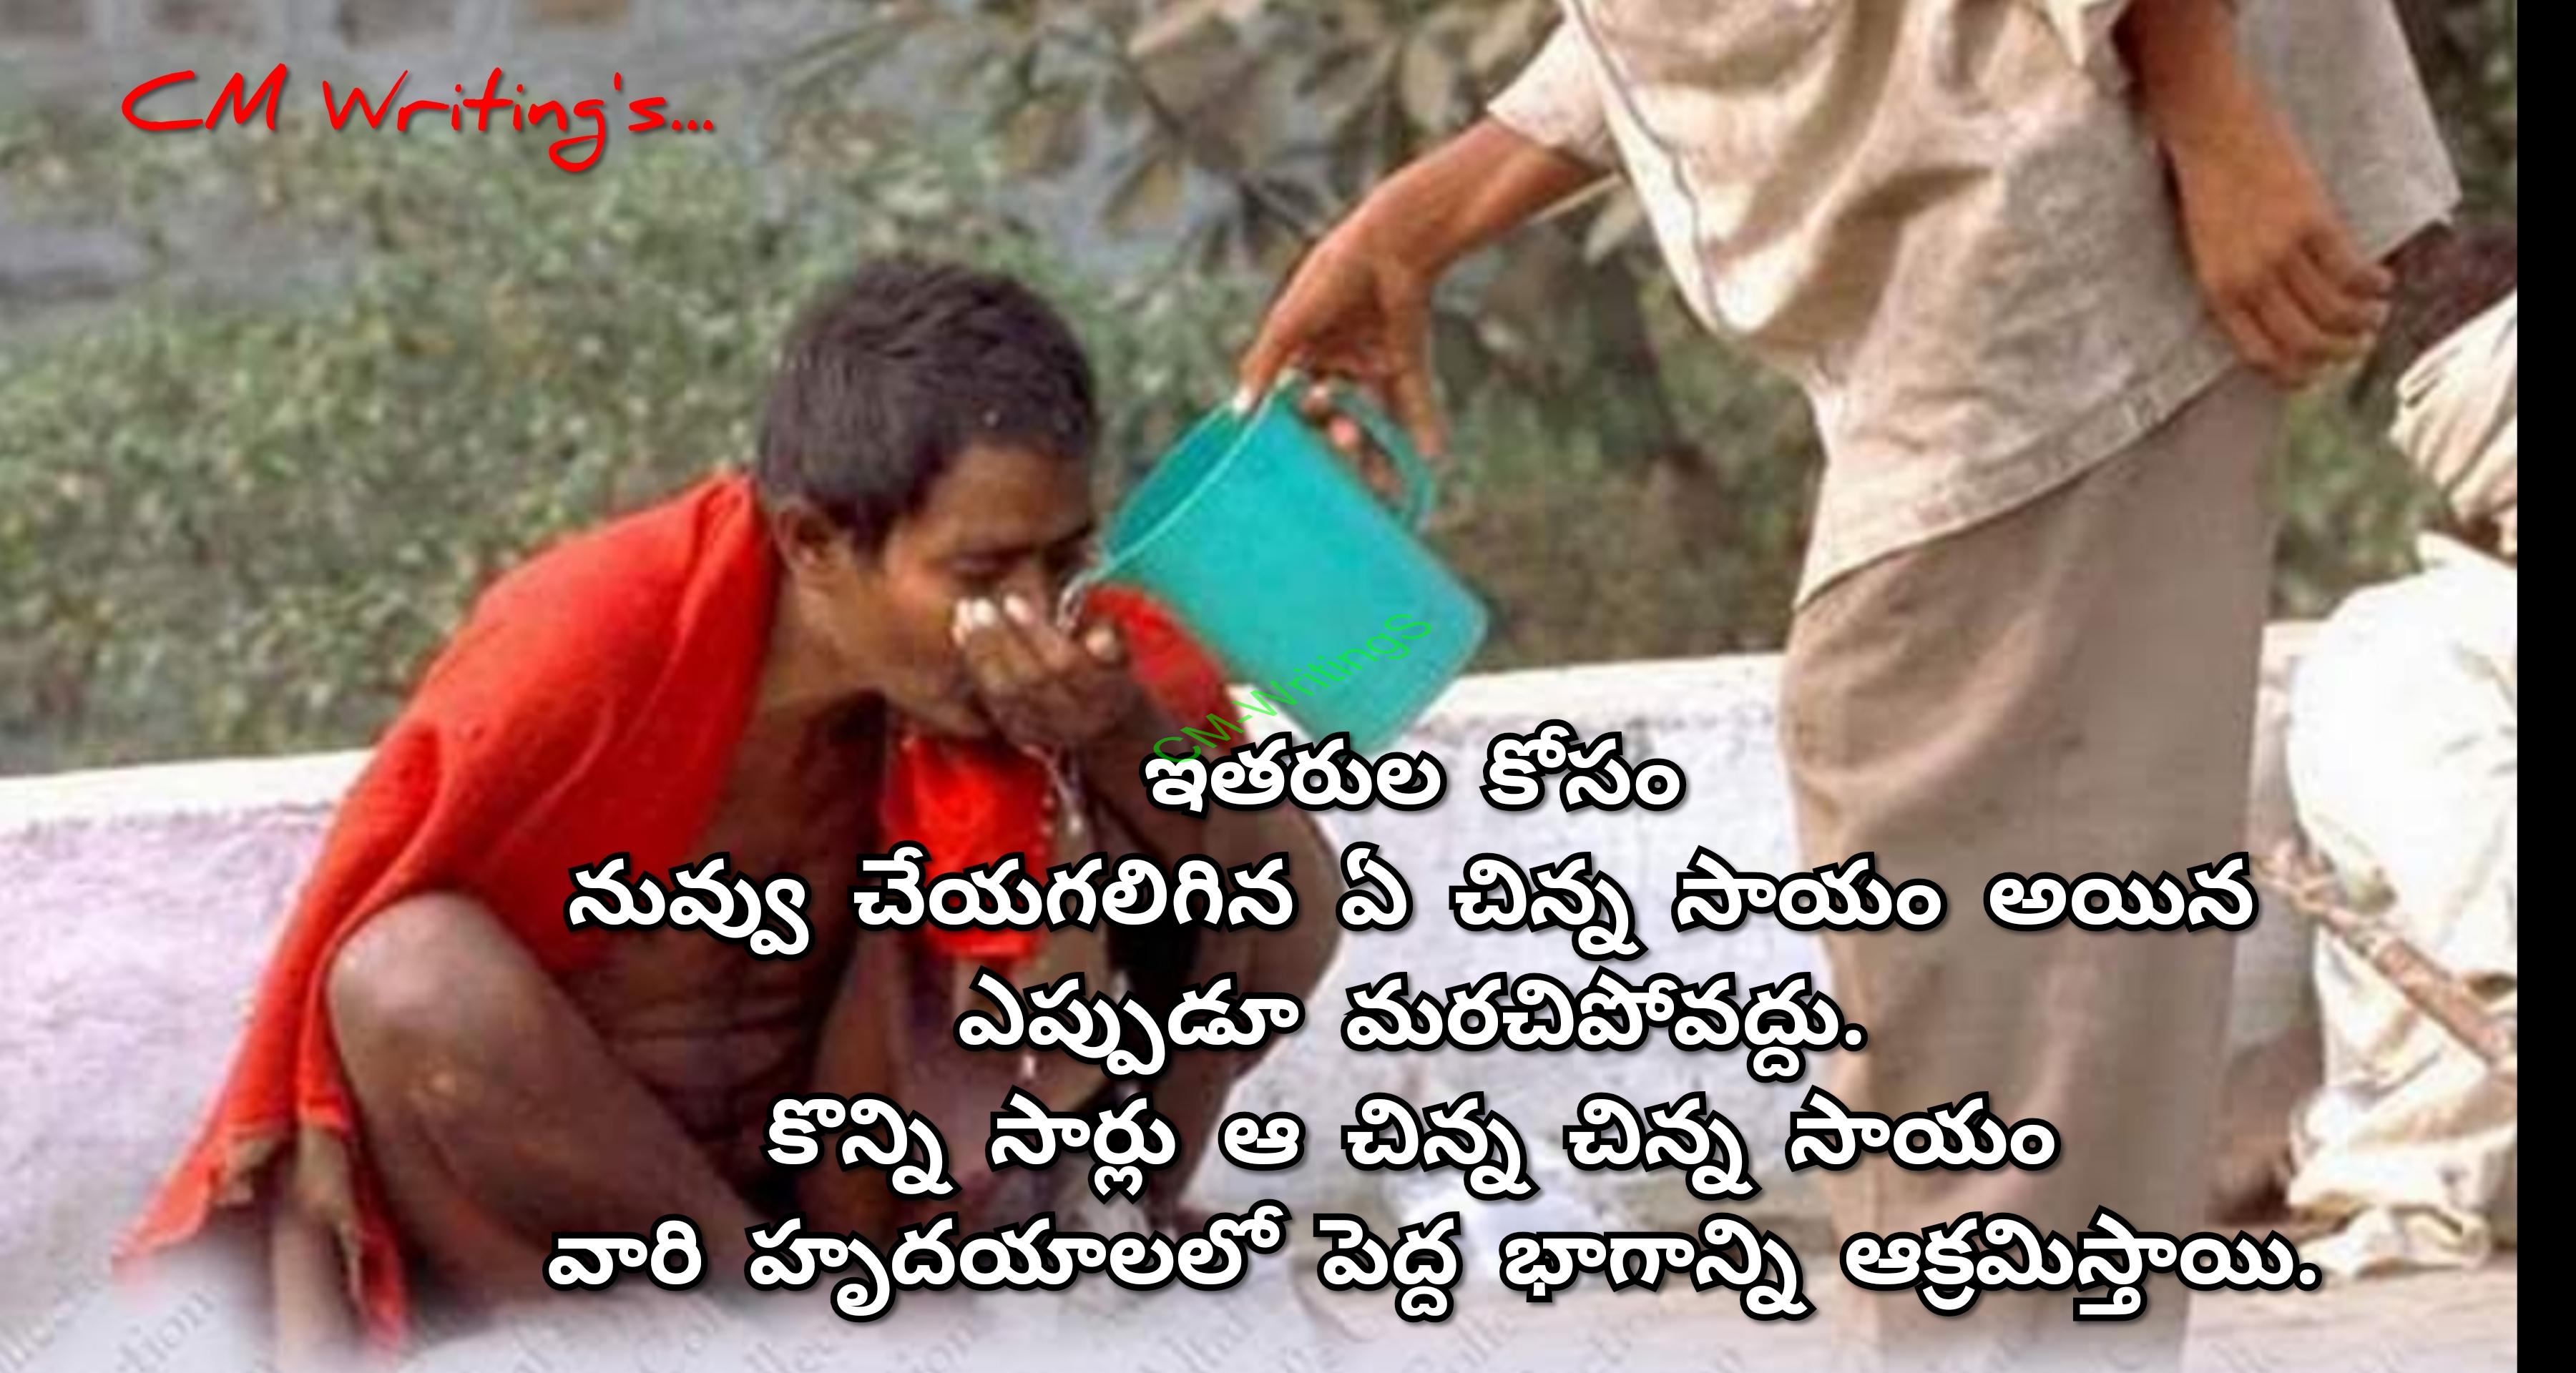 CM Writing's...
CM-WritingS
ఇతరుల కోసం
నువ్వు చేయగలిగిన ఏ చిన్న సాయం అయిన
ఎప్పుడూ మరచిపోవద్దు.
కొన్ని సార్లు ఆ చిన్న చిన్న సాయం
వారి హృదయాలలో పెద్ద భాగాన్ని ఆక్రమిస్తాయి.